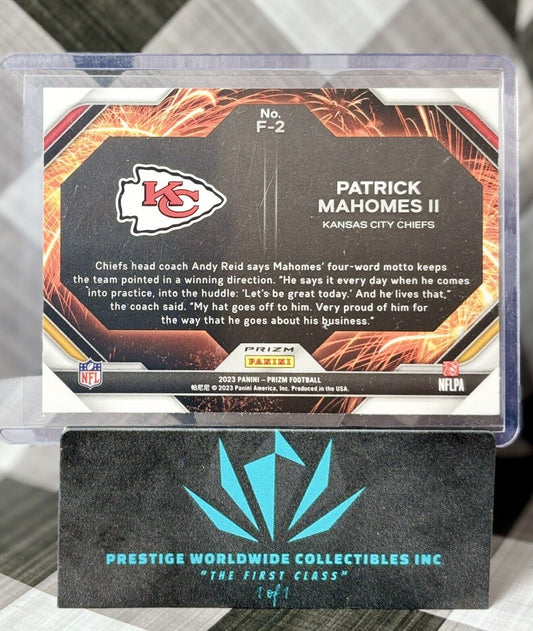 No.
F-2
KC
PATRICK
MAHOMES II
KANSAS CITY CHIEFS
Chiefs head coach Andy Reid says Mahomes' four-word motto keeps
the team pointed in a winning direction. "He says it every day when he comes
into practice, into the huddle: 'Let's be great today.' And he lives that,"
the coach said. "My hat goes off to him. Very proud of him for
the way that he goes about his business."
PRIZM
PANINI
NFL
NFLPA
2023 PANINI – PRIZM FOOTBALL
帕尼尼 © 2023 Panini America, Inc. Produced in the USA.
PRESTIGE WORLDWIDE COLLECTIBLES INC
"THE FIRST CLASS"
1 of 1